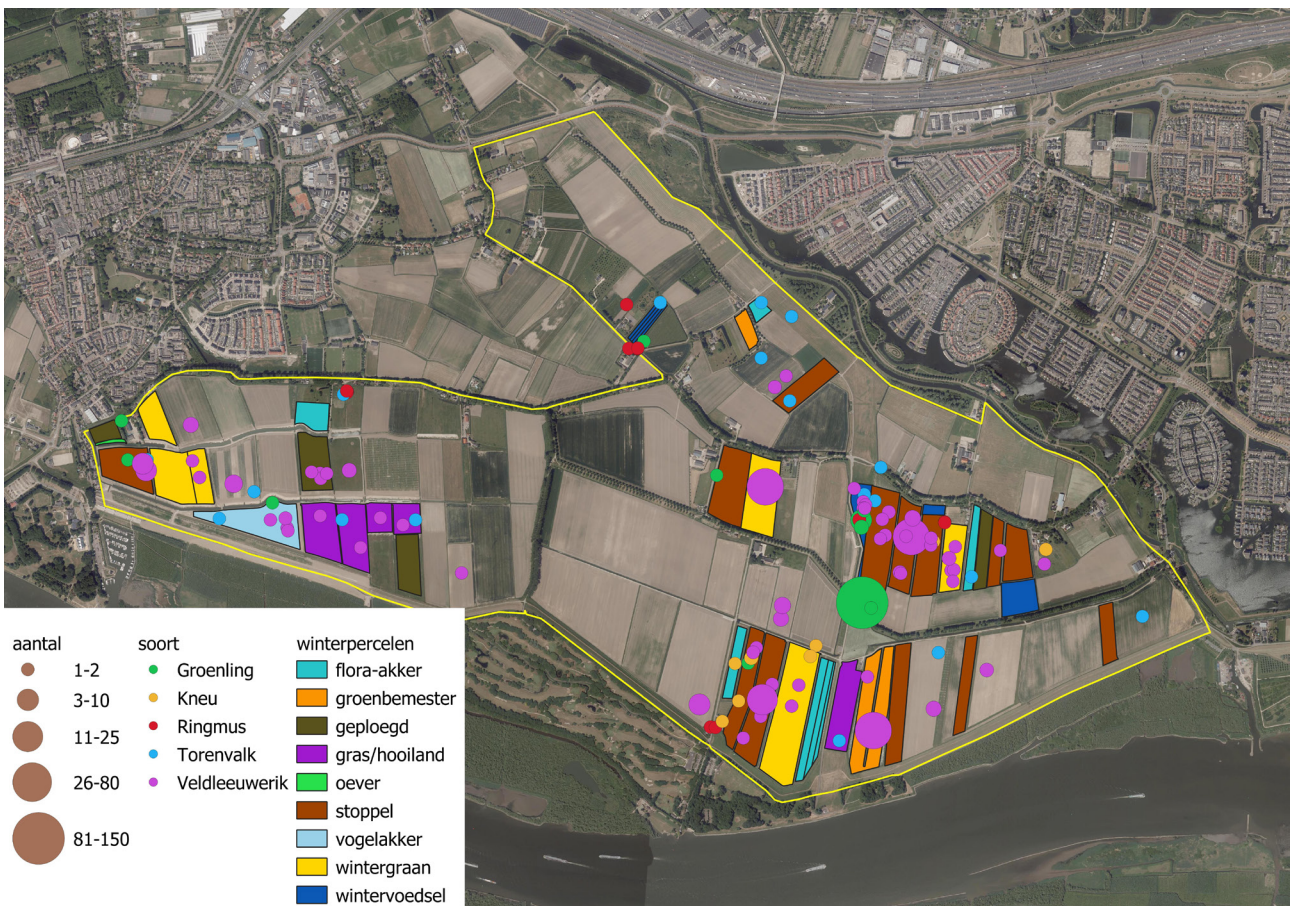 aantal
1-2
3-10
11-25
26-80
81-150
soort
Groenling
Kneu
Ringmus
Torenvalk
Veldleeuwerik
winterpercelen
flora-akker
groenbemester
geploegd
gras/hooiland
oever
stoppel
vogelakker
wintergraan
wintervoedsel